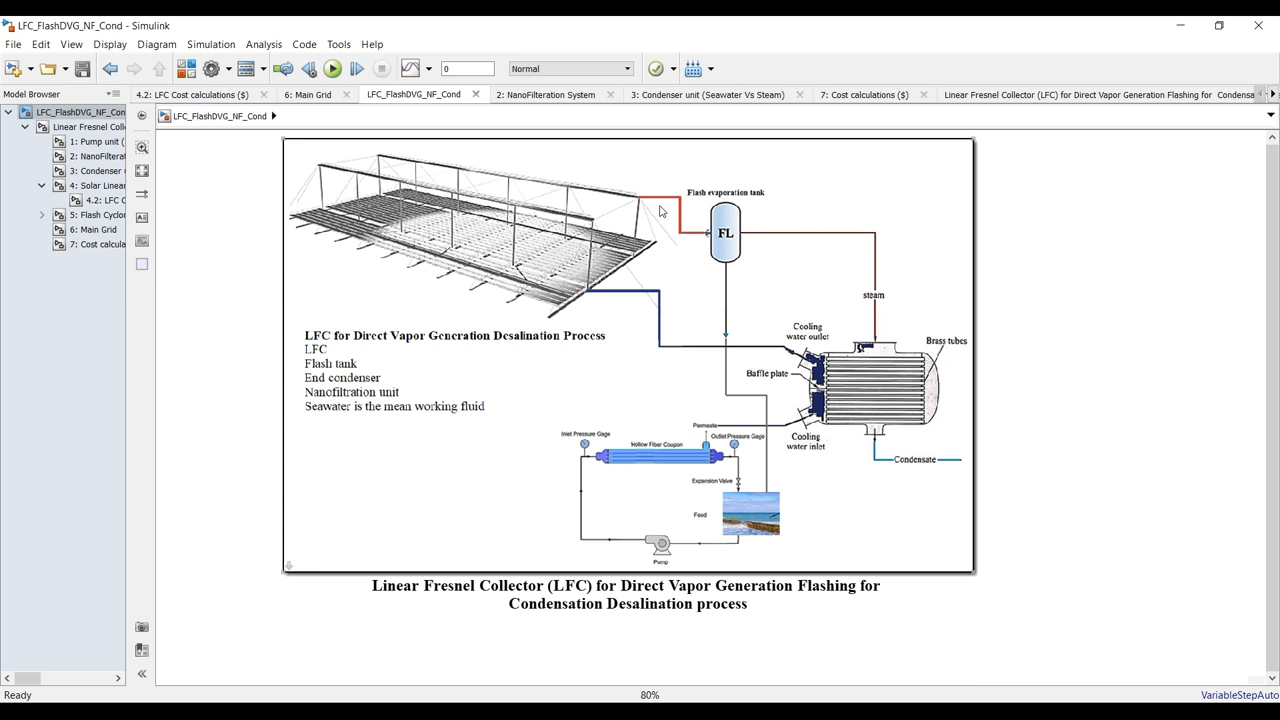 LFC_FlashDVG_NF_Cond - Simulink
File Edit View Display Diagram Simulation Analysis Code Tools Help
0
Normal
Model Browser
4.2: LFC Cost calculations ($)
6: Main Grid
LFC_FlashDVG_NF_Cond
2: NanoFilteration System
3: Condenser unit (Seawater Vs Steam)
7: Cost calculations ($)
Linear Fresnel Collector (LFC) for Direct Vapor Generation Flashing for Condensa
LFC_FlashDVG_NF_Con
Linear Fresnel Colle
1: Pump unit (
2: NanoFilterat
3: Condenser u
4: Solar Linear
4.2: LFC C
5: Flash Cyclo
6: Main Grid
7: Cost calcula
LFC_FlashDVG_NF_Cond
Flash evaporation tank
FL
steam
Cooling
water outlet
Brass tubes
Baffle plate
Cooling
water inlet
Condensate
LFC for Direct Vapor Generation Desalination Process
LFC
Flash tank
End condenser
Nanofiltration unit
Seawater is the mean working fluid
Permeate
Inlet Pressure Gage
Hollow Fiber Coupon
Outlet Pressure Gage
Expansion Valve
Feed
Pump
Linear Fresnel Collector (LFC) for Direct Vapor Generation Flashing for
Condensation Desalination process
Ready
80%
VariableStepAuto